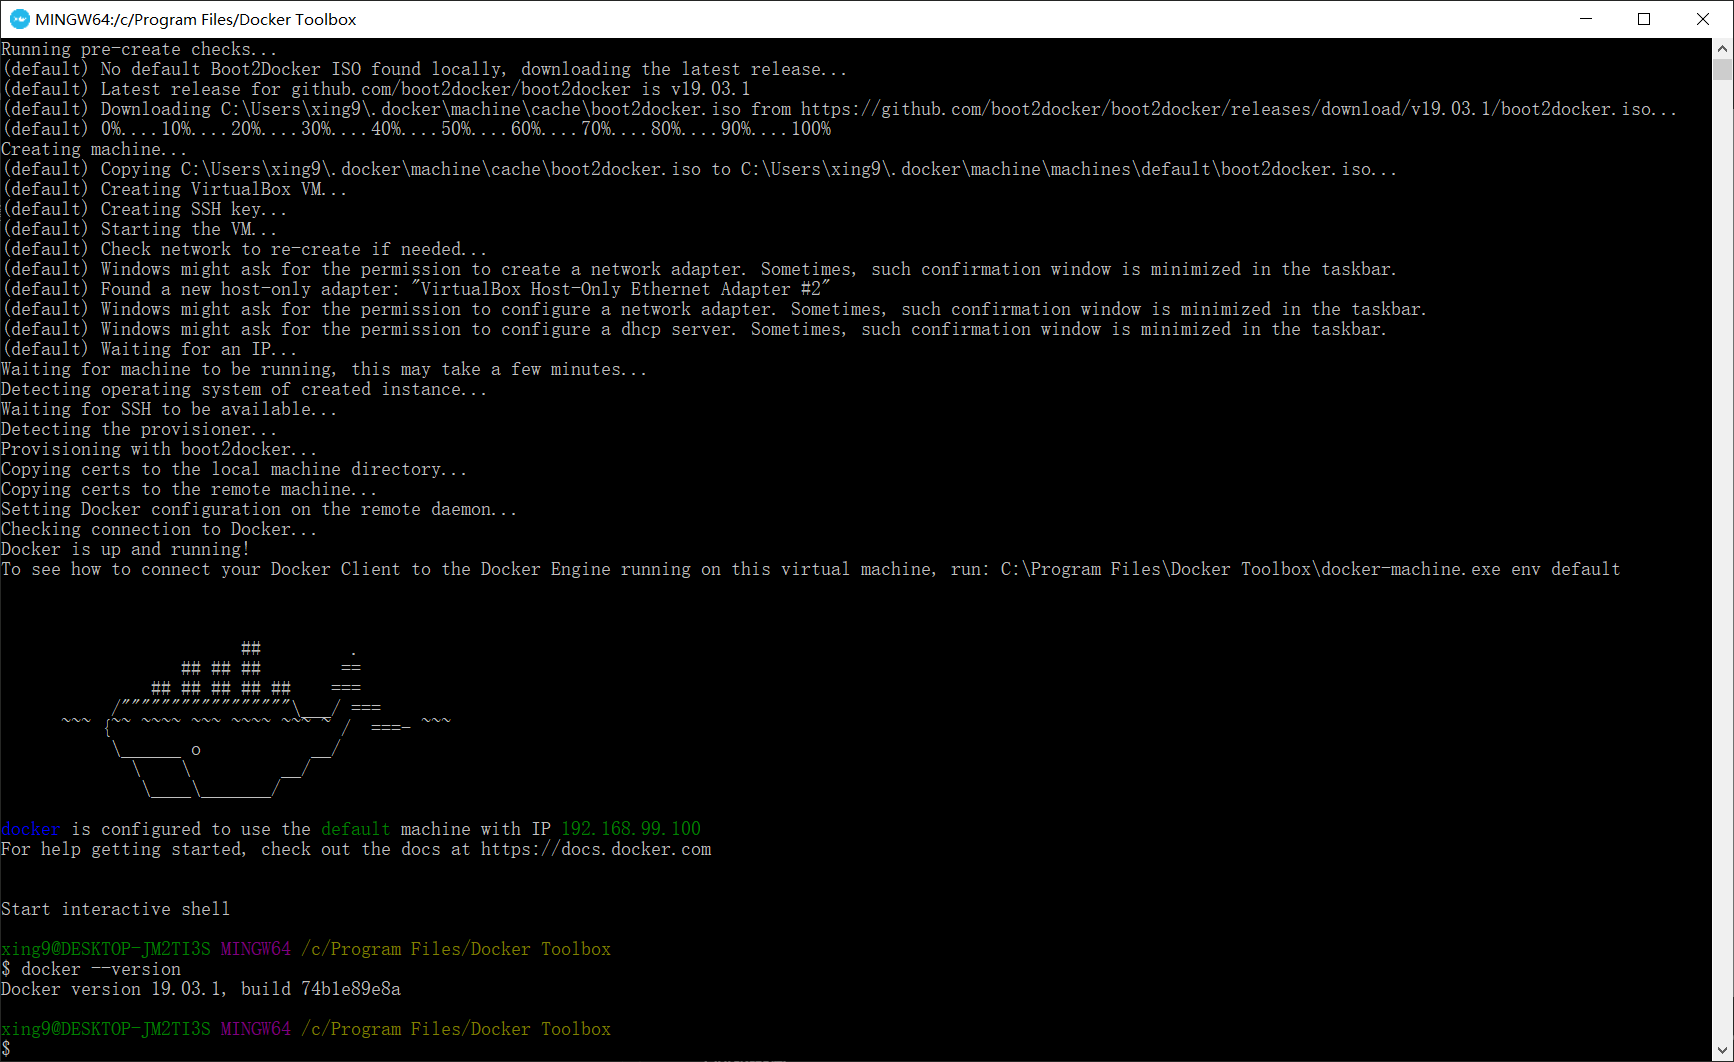 MINGW64:/c/Program Files/Docker Toolbox
Running pre-create checks...
(default) No default Boot2Docker ISO found locally, downloading the latest release...
(default) Latest release for github.com/boot2docker/boot2docker is v19.03.1
(default) Downloading C:\Users\xing9\.docker\machine\cache\boot2docker.iso from https://github.com/boot2docker/boot2docker/releases/download/v19.03.1/boot2docker.iso...
(default) 0%....10%....20%....30%....40%....50%....60%....70%....80%....90%....100%
Creating machine...
(default) Copying C:\Users\xing9\.docker\machine\cache\boot2docker.iso to C:\Users\xing9\.docker\machine\machines\default\boot2docker.iso...
(default) Creating VirtualBox VM...
(default) Creating SSH key...
(default) Starting the VM...
(default) Check network to re-create if needed...
(default) Windows might ask for the permission to create a network adapter. Sometimes, such confirmation window is minimized in the taskbar.
(default) Found a new host-only adapter: "VirtualBox Host-Only Ethernet Adapter #2"
(default) Windows might ask for the permission to configure a network adapter. Sometimes, such confirmation window is minimized in the taskbar.
(default) Windows might ask for the permission to configure a dhcp server. Sometimes, such confirmation window is minimized in the taskbar.
(default) Waiting for an IP...
Waiting for machine to be running, this may take a few minutes...
Detecting operating system of created instance...
Waiting for SSH to be available...
Detecting the provisioner...
Provisioning with boot2docker...
Copying certs to the local machine directory...
Copying certs to the remote machine...
Setting Docker configuration on the remote daemon...
Checking connection to Docker...
Docker is up and running!
To see how to connect your Docker Client to the Docker Engine running on this virtual machine, run: C:\Program Files\Docker Toolbox\docker-machine.exe env default
                        ##         .
                  ## ## ##        ==
               ## ## ## ## ##    ===
           /"""""""""""""""""\___/ ===
      ~~~ {~~ ~~~~ ~~~ ~~~~ ~~~ ~ /  ===- ~~~
           \______ o           __/
             \    \         __/
              \____\_______/
docker is configured to use the default machine with IP 192.168.99.100
For help getting started, check out the docs at https://docs.docker.com
Start interactive shell
xing9@DESKTOP-JM2TI3S MINGW64 /c/Program Files/Docker Toolbox
$ docker --version
Docker version 19.03.1, build 74b1e89e8a
xing9@DESKTOP-JM2TI3S MINGW64 /c/Program Files/Docker Toolbox
$